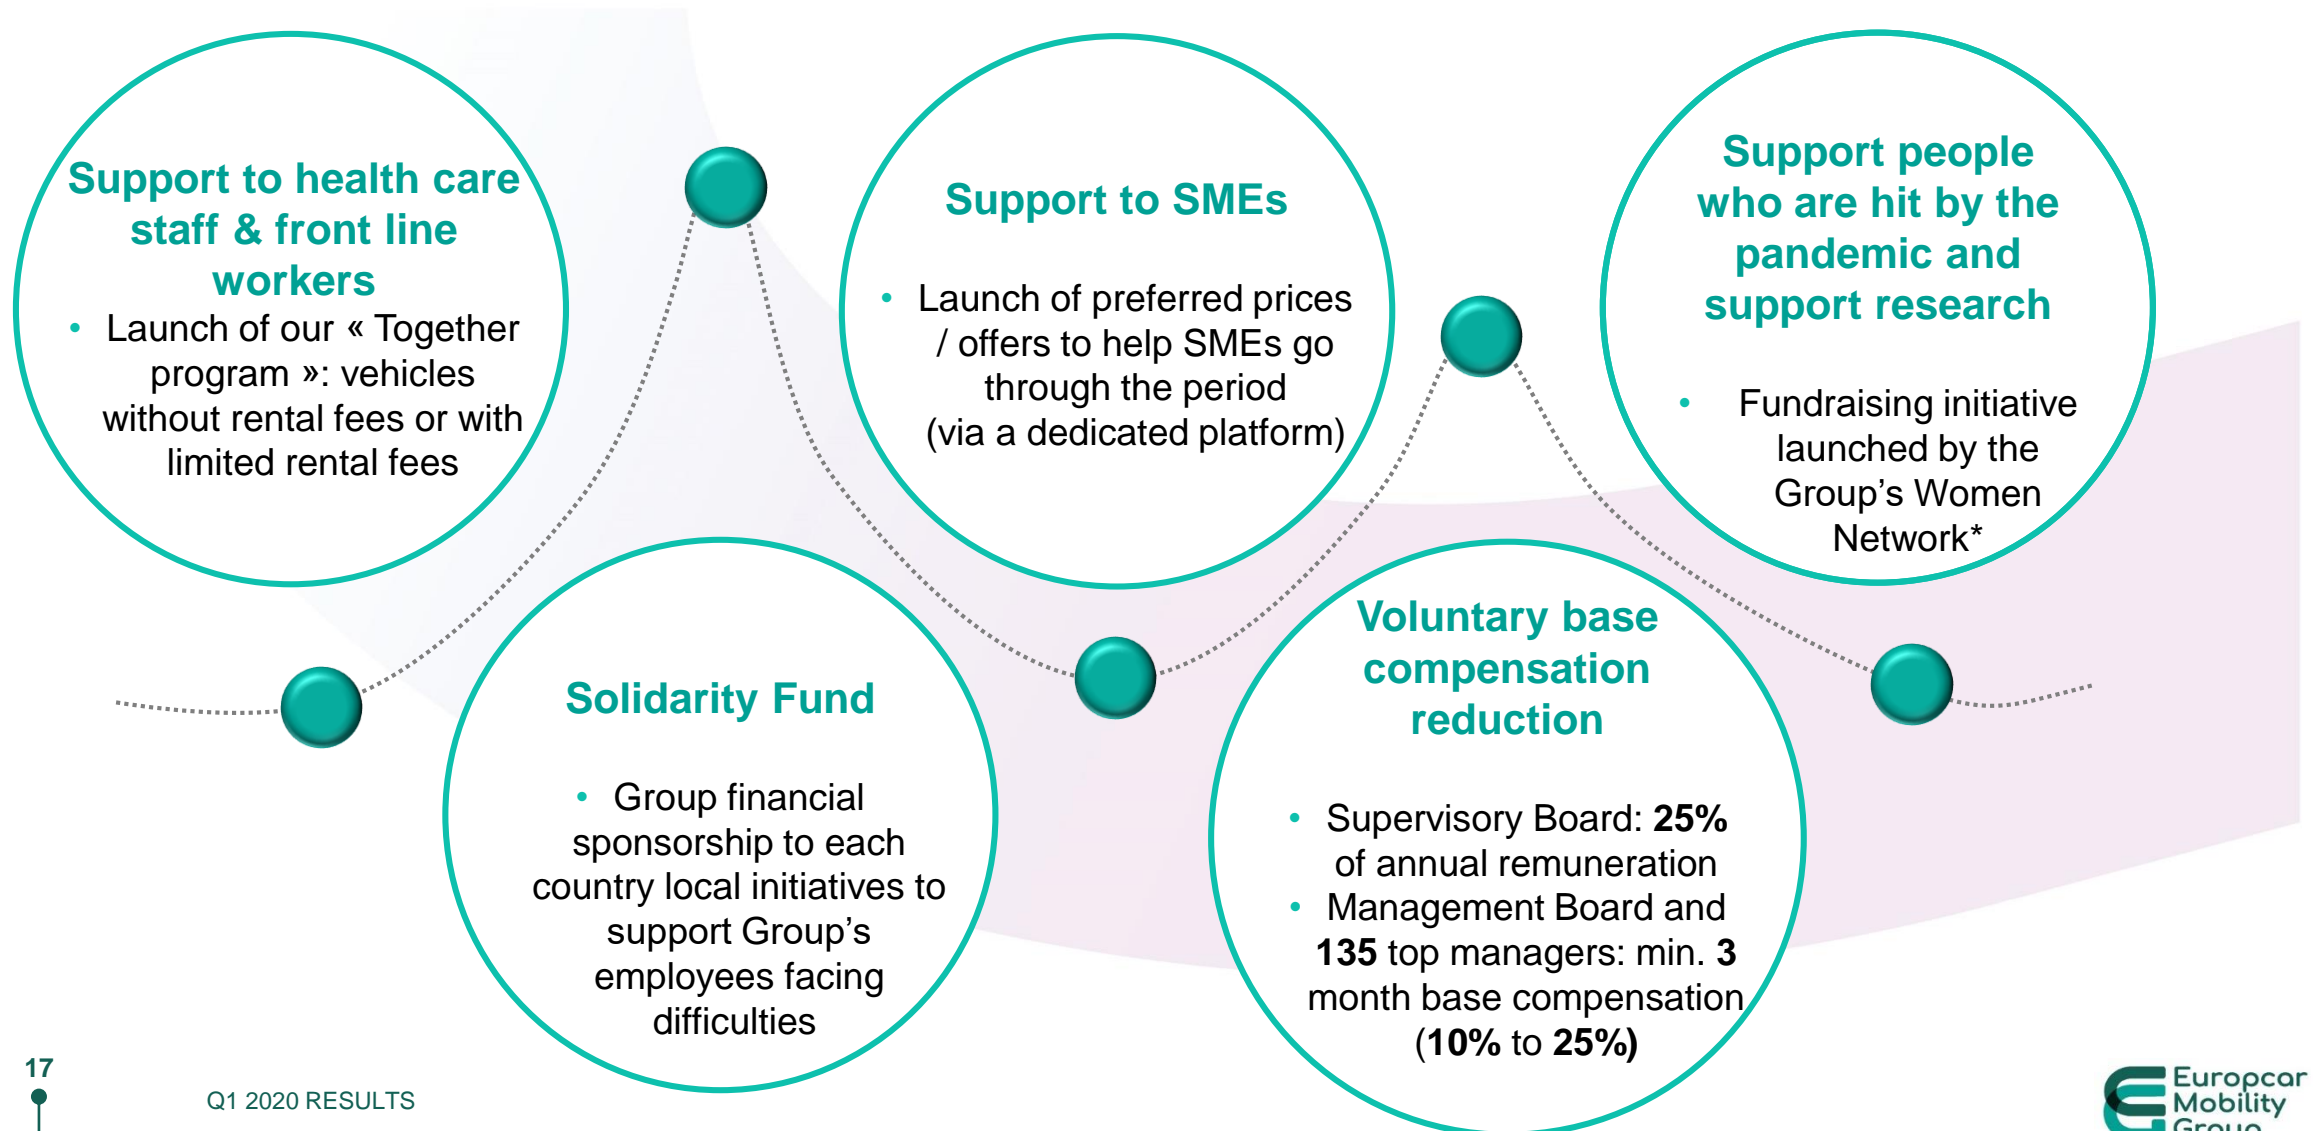 Support to health care
staff & front line
workers
• Launch of our « Together
program »: vehicles
without rental fees or with
limited rental fees
Solidarity Fund
• Group financial
sponsorship to each
country local initiatives to
support Group’s
employees facing
difficulties
Support to SMEs
• Launch of preferred prices
/ offers to help SMEs go
through the period
(via a dedicated platform)
Voluntary base
compensation
reduction
• Supervisory Board: 25%
of annual remuneration
• Management Board and
135 top managers: min. 3
month base compensation
(10% to 25%)
Support people
who are hit by the
pandemic and
support research
• Fundraising initiative
launched by the
Group’s Women
Network*
17
Q1 2020 RESULTS
Europcar
Mobility
Group